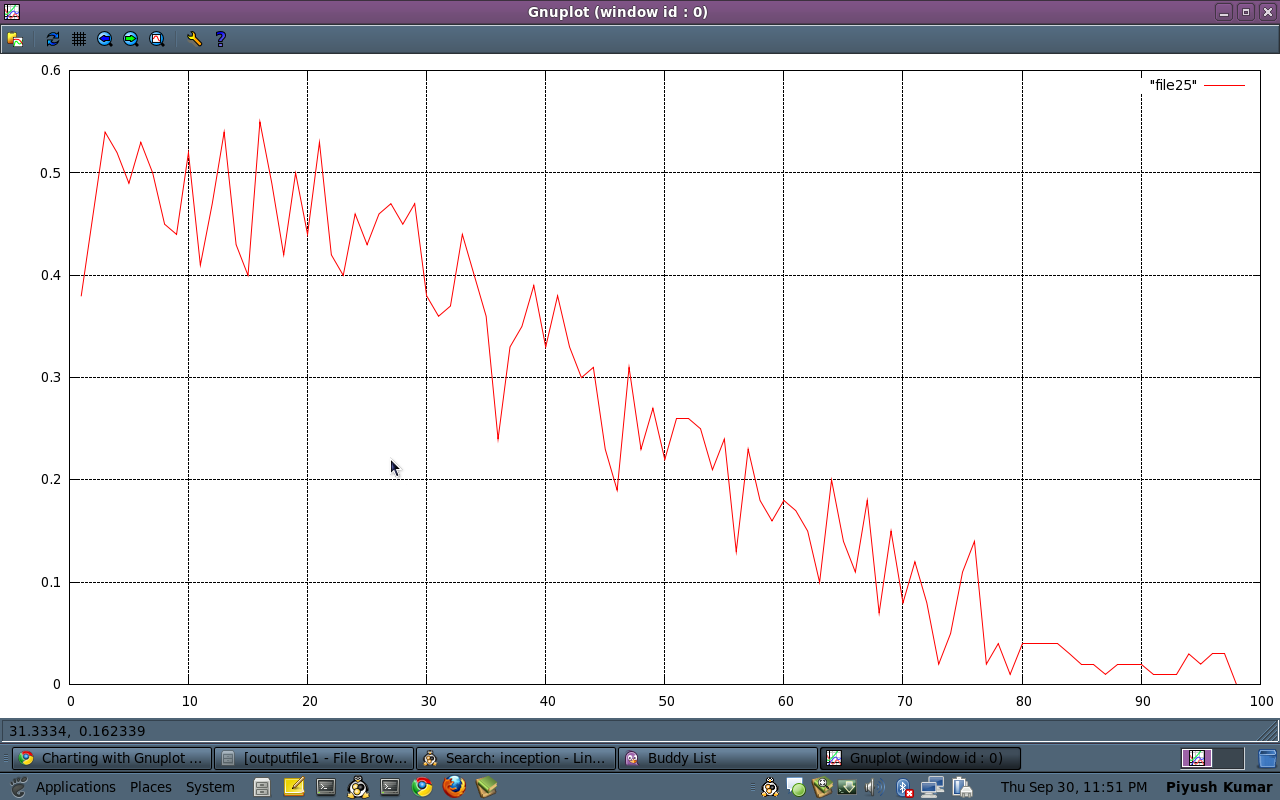 Gnuplot (window id : 0)
?
0.6
"file25"
0.5
0.4
0.3
0.2
0.1
0
0 10 20 30 40 50 60 70 80 90 100
31.3334, 0.162339
Charting with Gnuplot ... [outputfile1 - File Brow... Search: inception - Lin... Buddy List Gnuplot (window id : 0)
Applications Places System Thu Sep 30, 11:51 PM Piyush Kumar